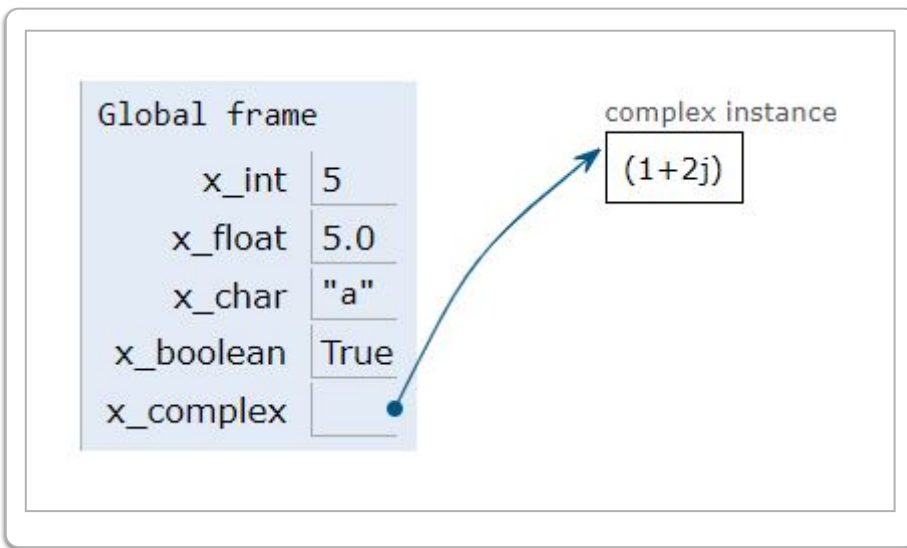 Global frame
x_int 5
x_float 5.0
x_char "a"
x_boolean True
x_complex
complex instance
(1+2j)